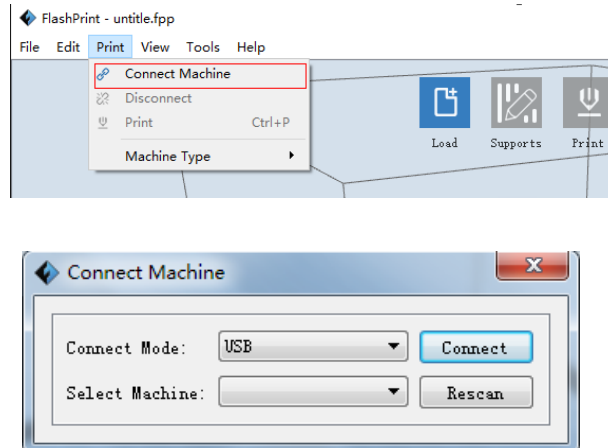 FlashPrint - untitle.fpp
File Edit Print View Tools Help
Connect Machine
Disconnect
Print Ctrl+P
Machine Type
Load Supports Print
Connect Machine
Connect Mode: USB Connect
Select Machine: Rescan